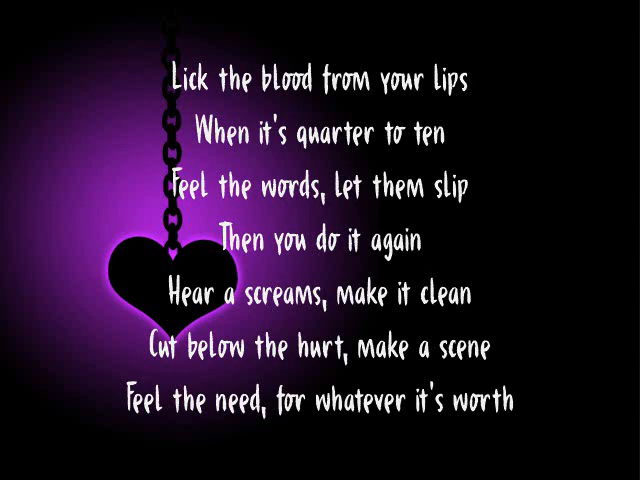 Lick the blood from your lips
When it's quarter to ten
Feel the words, let them slip
Then you do it again
Hear a screams, make it clean
Cut below the hurt, make a scene
Feel the need, for whatever it's worth